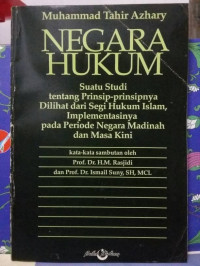 Muhammad Tahir Azhary
NEGARA
HUKUM
Suatu Studi
tentang Prinsip-prinsipnya
Dilihat dari Segi Hukum Islam,
Implementasinya
pada Periode Negara Madinah
dan Masa Kini
kata-kata sambutan oleh
Prof. Dr. H.M. Rasjidi
dan Prof. Dr. Ismail Suny, SH, MCL